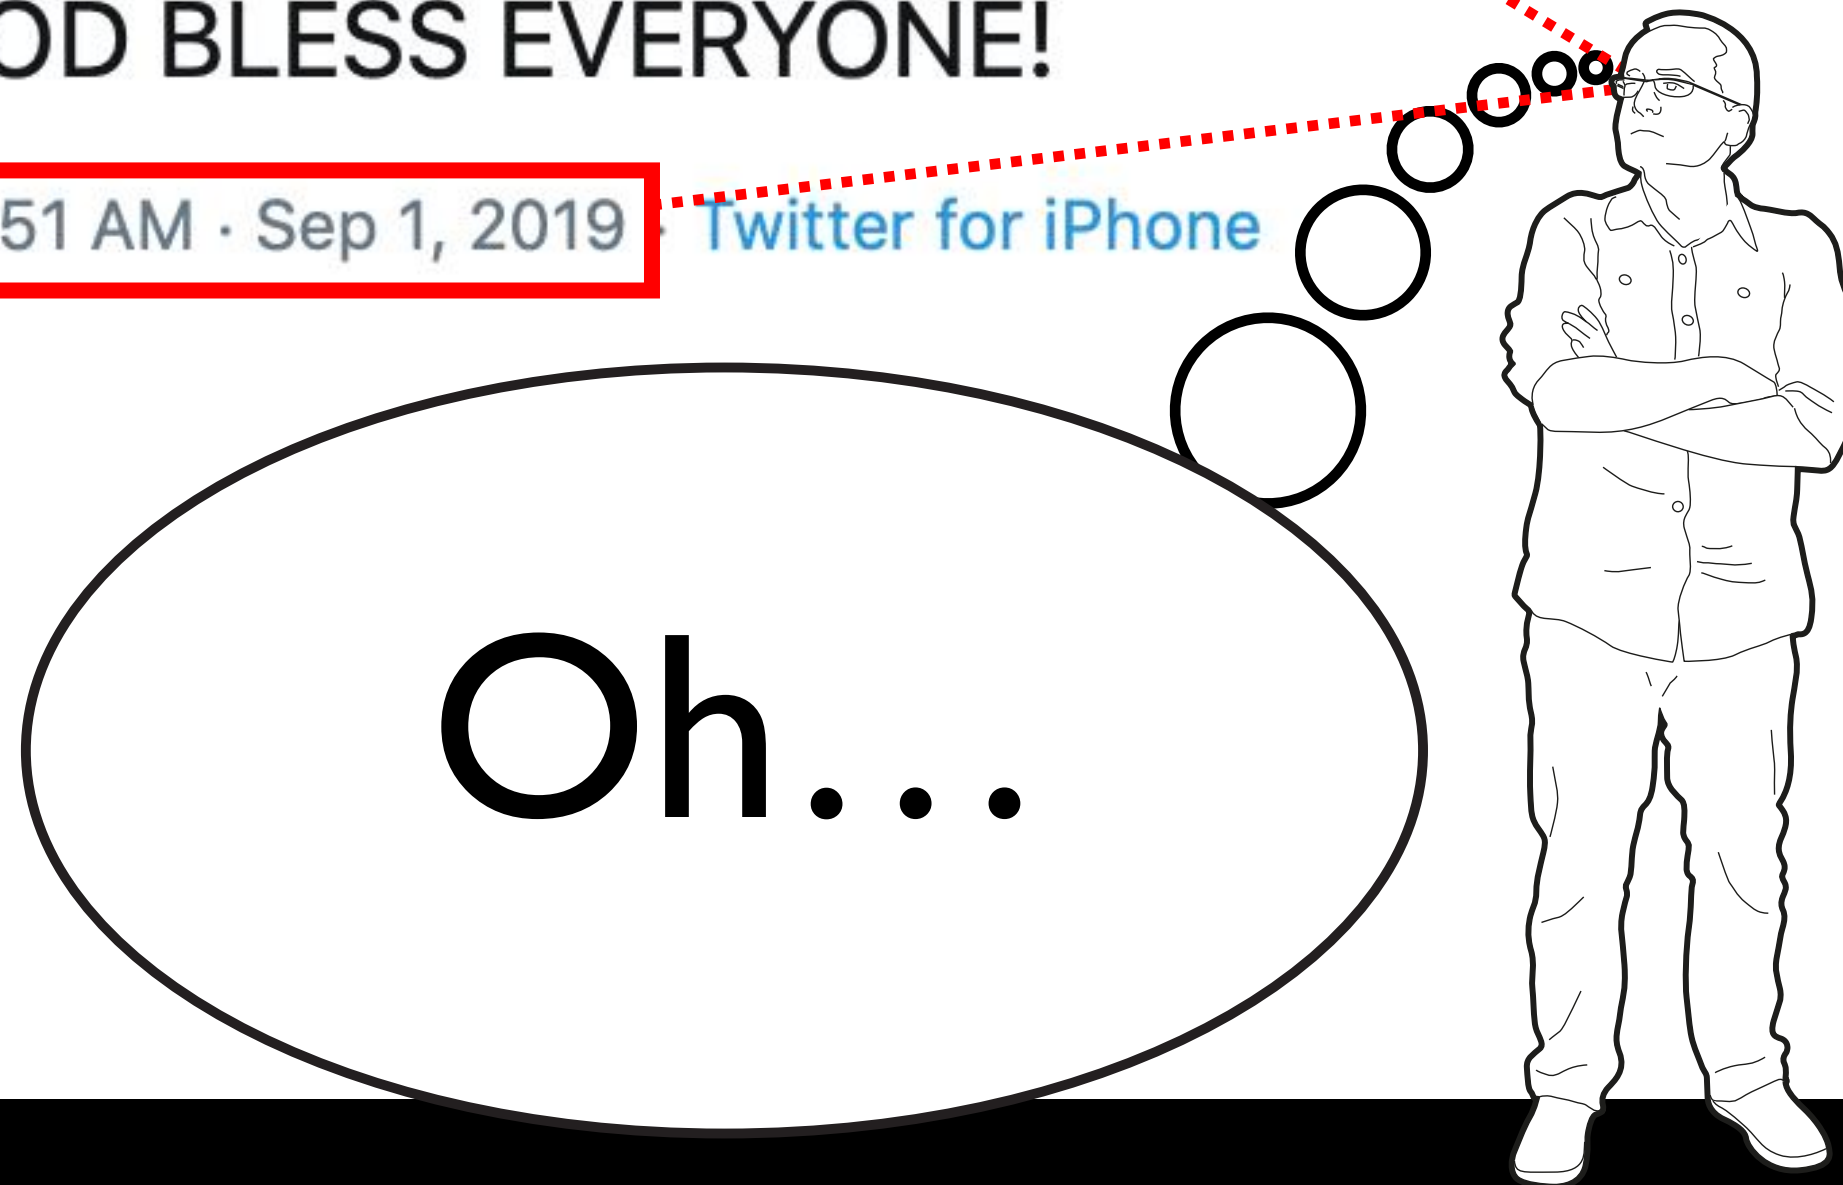 OD BLESS EVERYONE!
51 AM · Sep 1, 2019 · Twitter for iPhone
Oh...